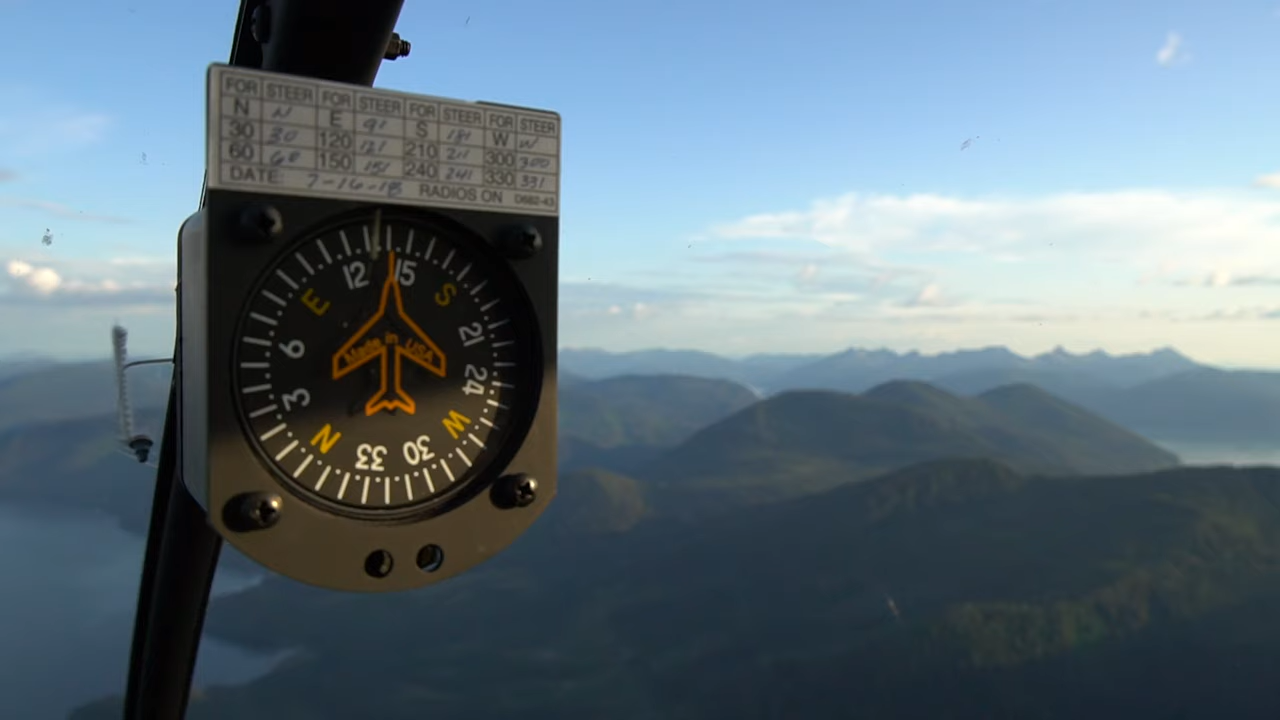 FOR STEER FOR STEER FOR STEER FOR STEER
N N E 91 S 181 W W
30 30 120 121 210 211 300 300
60 60 150 151 240 241 330 331
DATE: 7-16-18 RADIOS ON D682-43
12 15
E S
6 21
Made in USA
3 24
N W
33 30